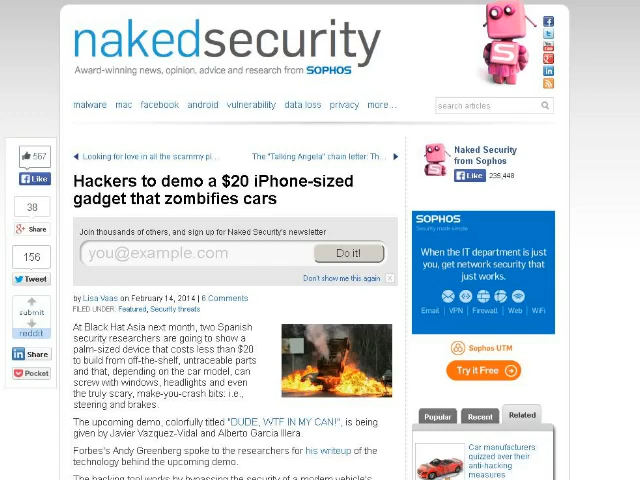 nakedsecurity
Award-winning news, opinion, advice and research from SOPHOS
malware mac facebook android vulnerability data loss privacy more...
search articles
567
Like
38
Share
156
Tweet
submit
reddit
Share
Pocket
Looking for love in all the scammy pl...
The "Talking Angela" chain letter: Th...
Hackers to demo a $20 iPhone-sized
gadget that zombifies cars
Join thousands of others, and sign up for Naked Security's newsletter
you@example.com
Do it!
Don't show me this again
by Lisa Vaas on February 14, 2014 | 6 Comments
FILED UNDER: Featured, Security threats
At Black Hat Asia next month, two Spanish
security researchers are going to show a
palm-sized device that costs less than $20
to build from off-the-shelf, untraceable parts
and that, depending on the car model, can
screw with windows, headlights and even
the truly scary, make-you-crash bits: i.e.,
steering and brakes.
The upcoming demo, colorfully titled "DUDE, WTF IN MY CAN!", is being
given by Javier Vazquez-Vidal and Alberto Garcia Illera.
Forbes's Andy Greenberg spoke to the researchers for his writeup of the
technology behind the upcoming demo.
The hacking tool works by bypassing the security of a modern vehicle's
Naked Security
from Sophos
Like
SOPHOS
Security made simple
When the IT department is just
you, get network security that
just works.
Email | VPN | Firewall | Web | WiFi
Sophos UTM
Try it Free
Popular
Recent
Related
Car manufacturers
quizzed over their
anti-hacking
measures